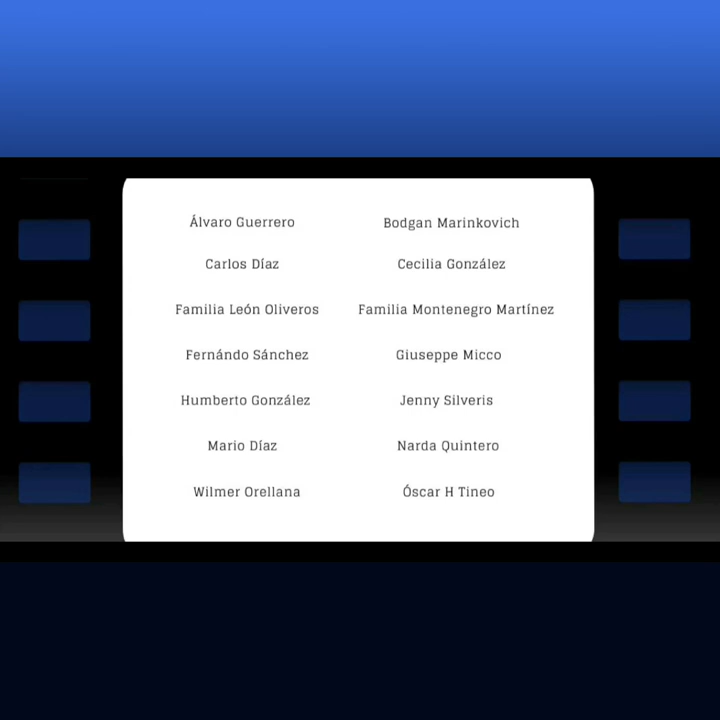 Álvaro Guerrero Bodgan Marinkovich
Carlos Díaz Cecilia González
Familia León Oliveros Familia Montenegro Martínez
Fernándo Sánchez Giuseppe Micco
Humberto González Jenny Silveris
Mario Díaz Narda Quintero
Wilmer Orellana Óscar H Tineo